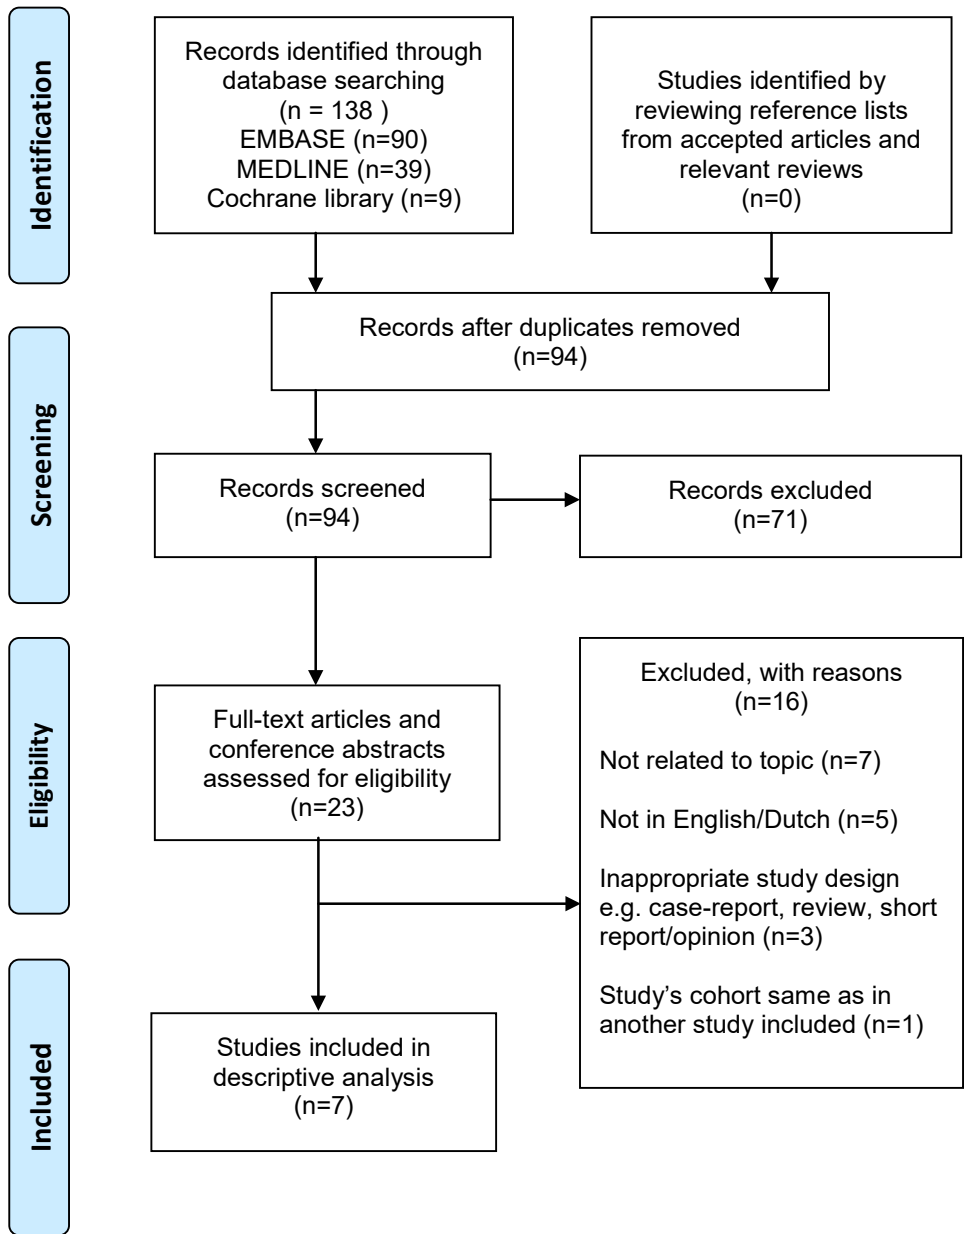 Identification
Records identified through
database searching
(n = 138 )
EMBASE (n=90)
MEDLINE (n=39)
Cochrane library (n=9)
Studies identified by
reviewing reference lists
from accepted articles and
relevant reviews
(n=0)
Records after duplicates removed
(n=94)
Screening
Records screened
(n=94)
Records excluded
(n=71)
Eligibility
Full-text articles and
conference abstracts
assessed for eligibility
(n=23)
Excluded, with reasons
(n=16)
Not related to topic (n=7)
Not in English/Dutch (n=5)
Inappropriate study design
e.g. case-report, review, short
report/opinion (n=3)
Study’s cohort same as in
another study included (n=1)
Included
Studies included in
descriptive analysis
(n=7)